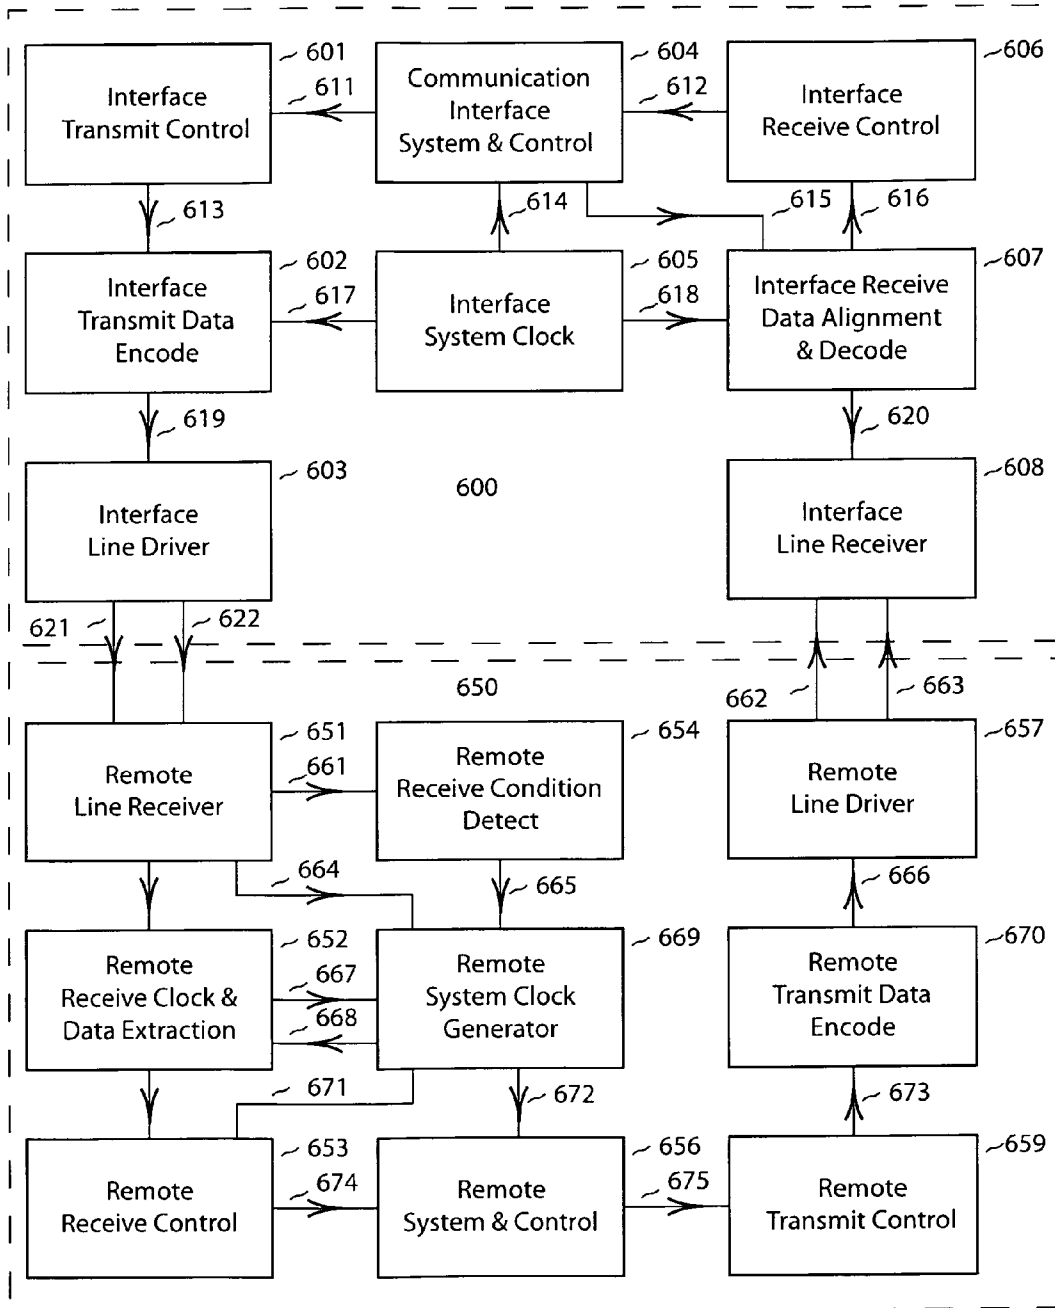 601
604
606
Interface
Transmit Control
611
Communication
Interface
System & Control
612
Interface
Receive Control
613
614
615
616
602
605
607
Interface
Transmit Data
Encode
617
Interface
System Clock
618
Interface Receive
Data Alignment
& Decode
619
620
603
600
608
Interface
Line Driver
Interface
Line Receiver
621
622
650
662
663
651
654
657
Remote
Line Receiver
661
Remote
Receive Condition
Detect
Remote
Line Driver
664
665
666
652
669
670
Remote
Receive Clock &
Data Extraction
667
668
Remote
System Clock
Generator
Remote
Transmit Data
Encode
671
672
673
653
656
659
Remote
Receive Control
674
Remote
System & Control
675
Remote
Transmit Control